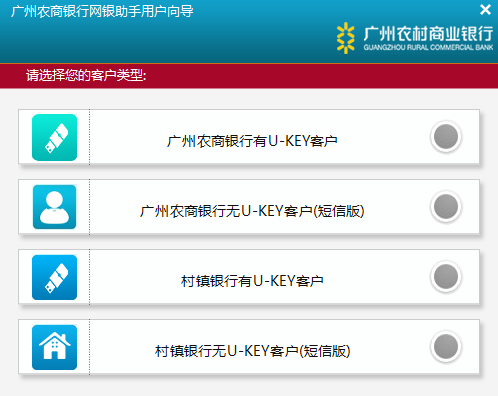 广州农商银行网银助手用户向导
广州农村商业银行
GUANGZHOU RURAL COMMERCIAL BANK
请选择您的客户类型:
广州农商银行有U-KEY客户
广州农商银行无U-KEY客户(短信版)
村镇银行有U-KEY客户
村镇银行无U-KEY客户(短信版)